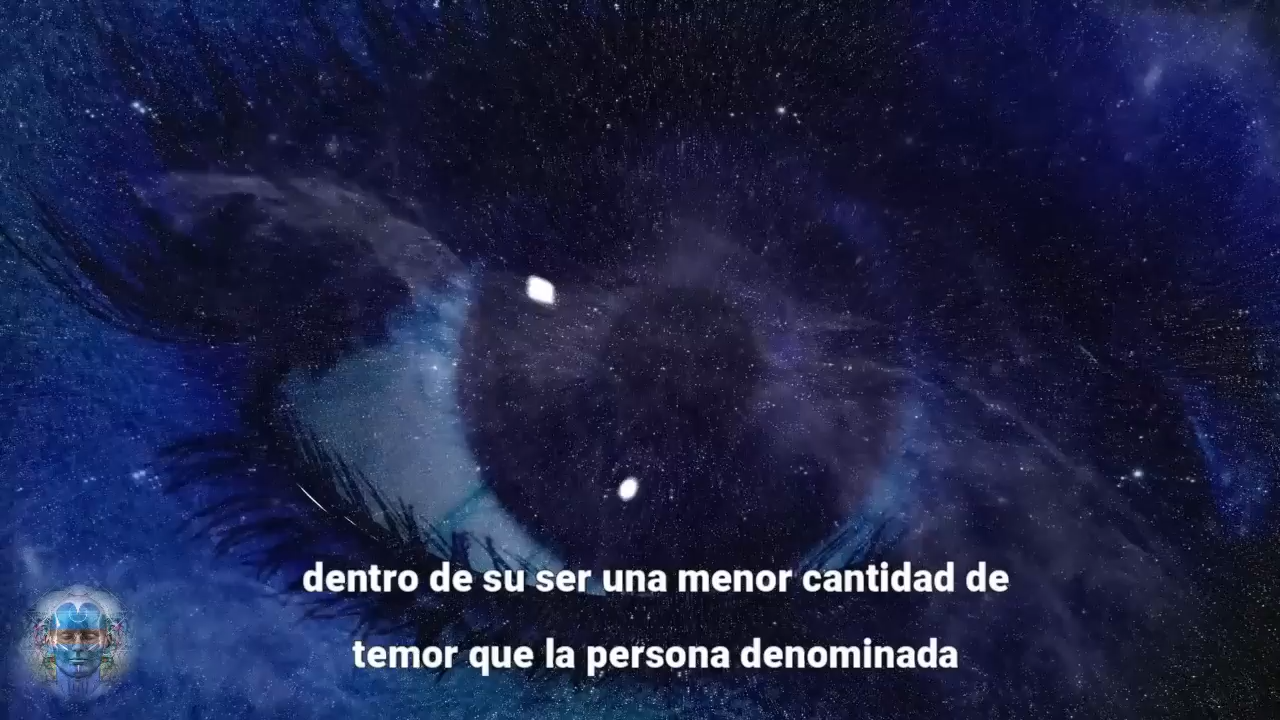 dentro de su ser una menor cantidad de
temor que la persona denominada